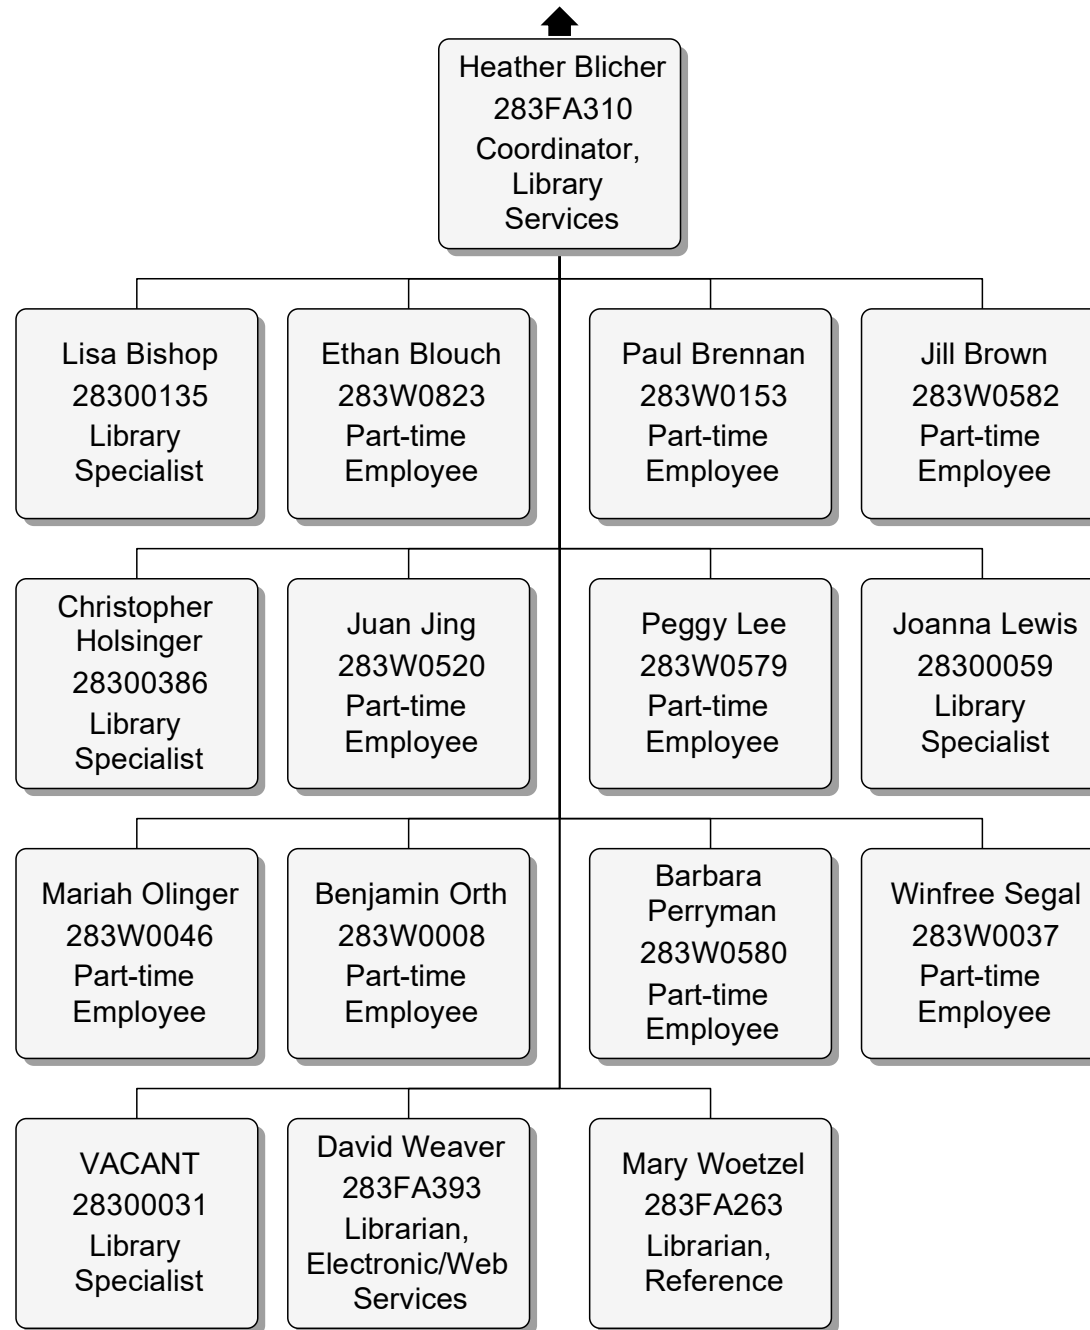 Heather Blicher
283FA310
Coordinator,
Library
Services
Lisa Bishop
28300135
Library
Specialist
Ethan Blouch
283W0823
Part-time
Employee
Paul Brennan
283W0153
Part-time
Employee
Jill Brown
283W0582
Part-time
Employee
Christopher
Holsinger
28300386
Library
Specialist
Juan Jing
283W0520
Part-time
Employee
Peggy Lee
283W0579
Part-time
Employee
Joanna Lewis
28300059
Library
Specialist
Mariah Olinger
283W0046
Part-time
Employee
Benjamin Orth
283W0008
Part-time
Employee
Barbara
Perryman
283W0580
Part-time
Employee
Winfree Segal
283W0037
Part-time
Employee
VACANT
28300031
Library
Specialist
David Weaver
283FA393
Librarian,
Electronic/Web
Services
Mary Woetzel
283FA263
Librarian,
Reference